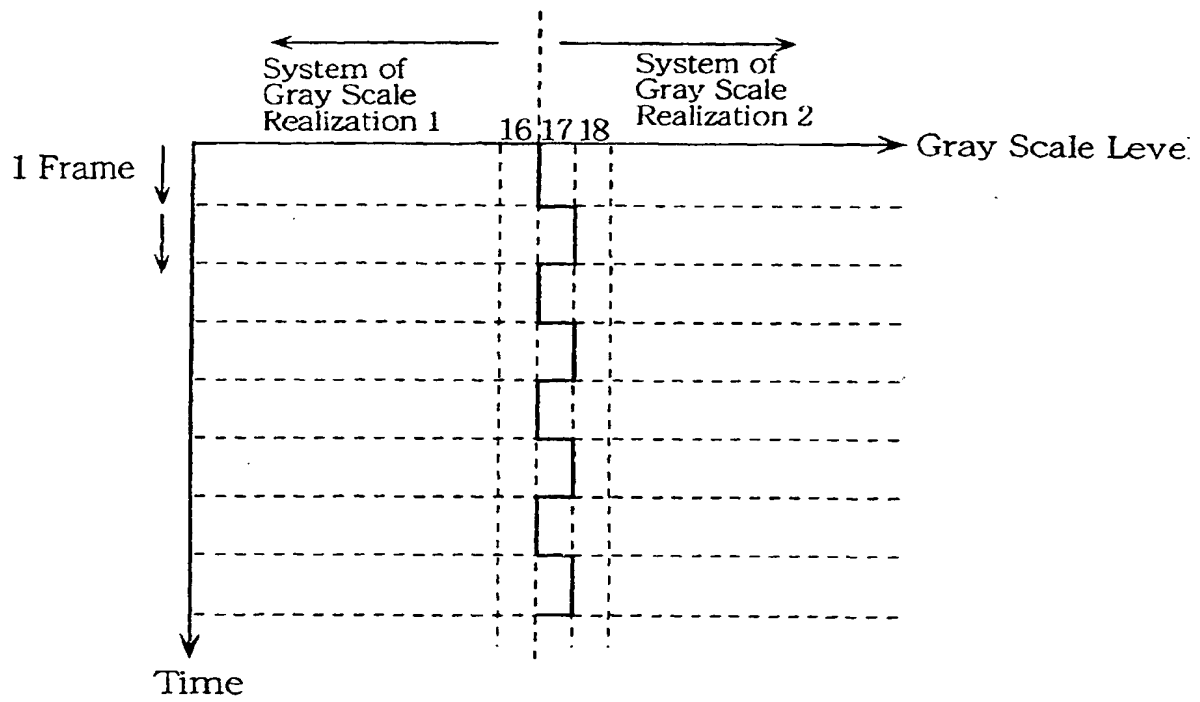 System of
Gray Scale
Realization 1
System of
Gray Scale
Realization 2
16 17 18
Gray Scale Level
1 Frame
Time